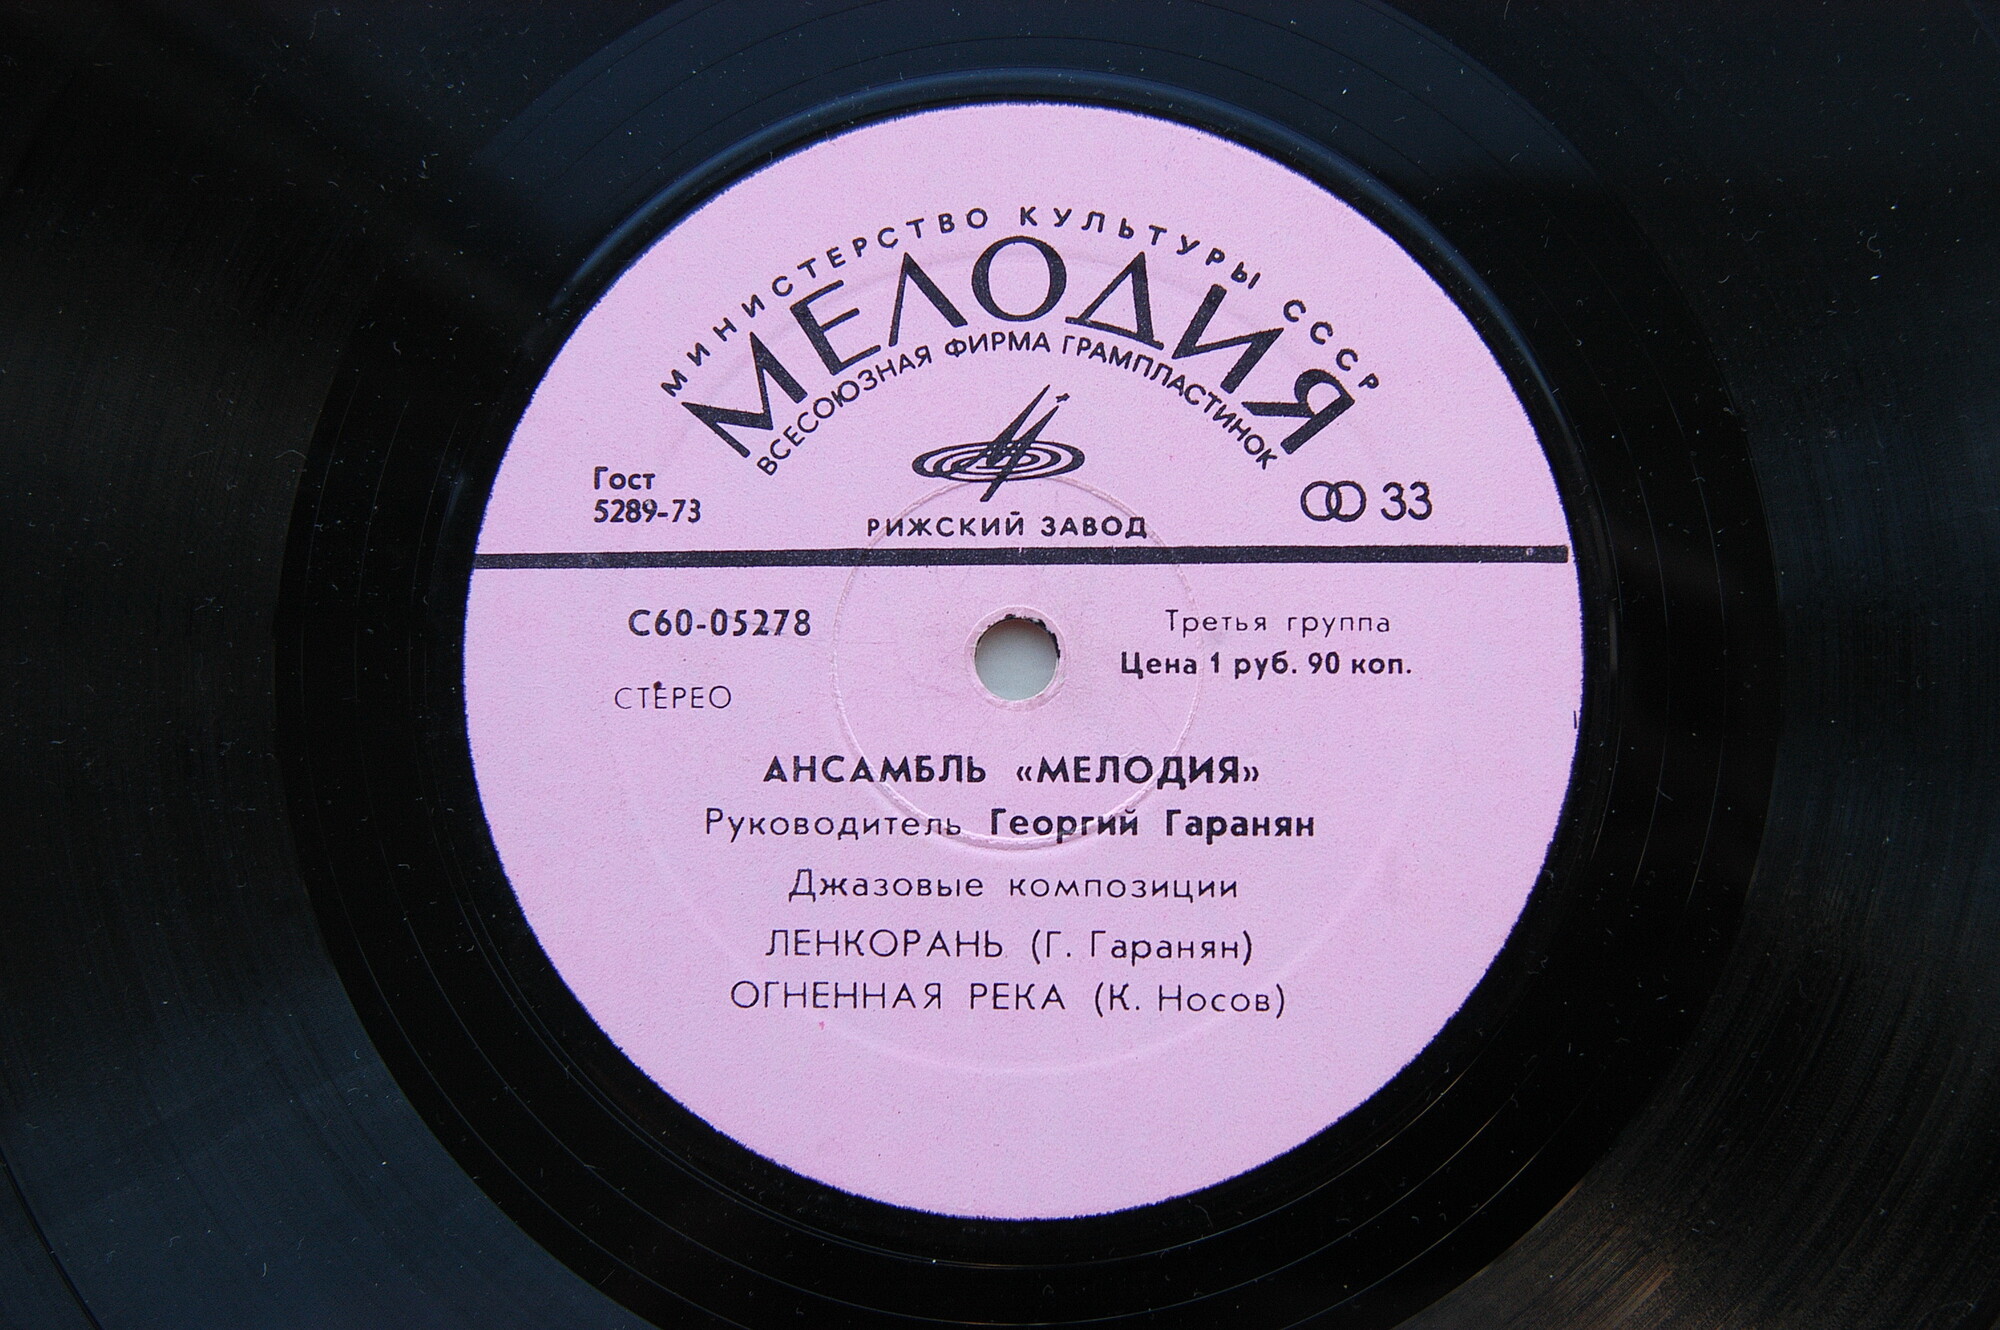 МИНИСТЕРСТВО КУЛЬТУРЫ СССР
МЕЛОДИЯ
ВСЕСОЮЗНАЯ ФИРМА ГРАМПЛАСТИНОК
Гост
5289-73
33
РИЖСКИЙ ЗАВОД
С60-05278
Третья группа
Цена 1 руб. 90 коп.
СТЕРЕО
АНСАМБЛЬ «МЕЛОДИЯ»
Руководитель Георгий Гаранян
Джазовые композиции
ЛЕНКОРАНЬ (Г. Гаранян)
ОГНЕННАЯ РЕКА (К. Носов)